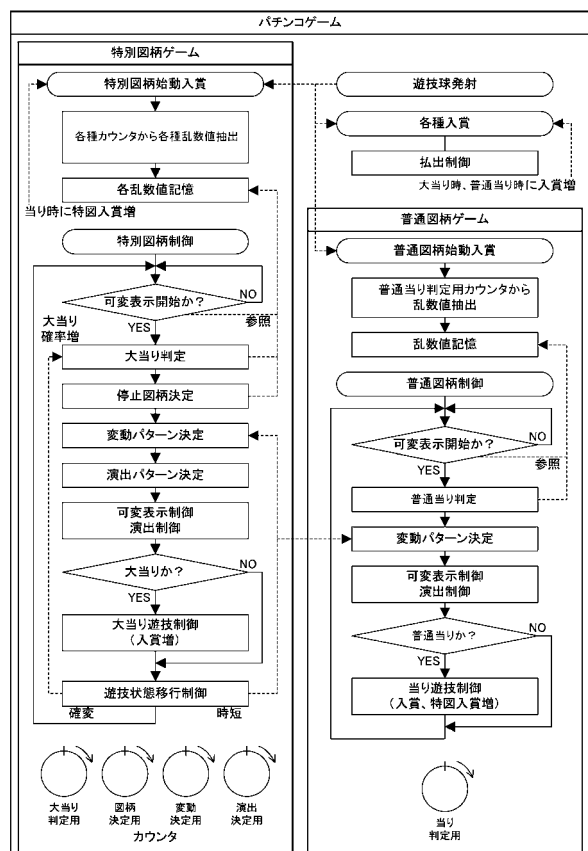 パチンコゲーム
特別図柄ゲーム
特別図柄始動入賞
各種カウンタから各種乱数値抽出
各乱数値記憶
当り時に特図入賞増
特別図柄制御
可変表示開始か?
NO
YES
参照
大当り
確率増
大当り判定
停止図柄決定
変動パターン決定
演出パターン決定
可変表示制御
演出制御
大当りか?
NO
YES
大当り遊技制御
(入賞増)
遊技状態移行制御
確変
時短
大当り
判定用
図柄
決定用
変動
決定用
演出
決定用
カウンタ
遊技球発射
各種入賞
払出制御
大当り時、普通当り時に入賞増
普通図柄ゲーム
普通図柄始動入賞
普通当り判定用カウンタから
乱数値抽出
乱数値記憶
普通図柄制御
可変表示開始か?
NO
YES
参照
普通当り判定
変動パターン決定
可変表示制御
演出制御
普通当りか?
NO
YES
当り遊技制御
(入賞、特図入賞増)
当り
判定用